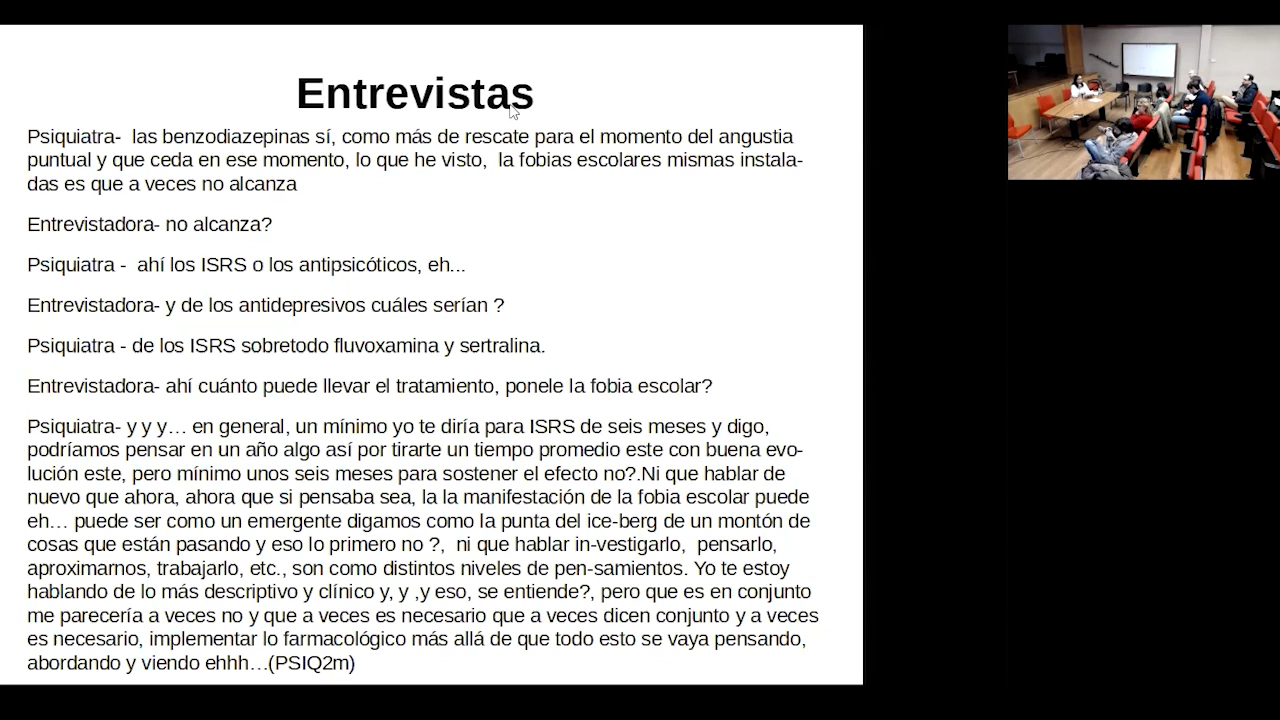 Entrevistas
Psiquiatra-  las benzodiazepinas sí, como más de rescate para el momento del angustia
puntual y que ceda en ese momento, lo que he visto,  la fobias escolares mismas instala-
das es que a veces no alcanza
Entrevistadora- no alcanza?
Psiquiatra -  ahí los ISRS o los antipsicóticos, eh...
Entrevistadora- y de los antidepresivos cuáles serían ?
Psiquiatra - de los ISRS sobretodo fluvoxamina y sertralina.
Entrevistadora- ahí cuánto puede llevar el tratamiento, ponele la fobia escolar?
Psiquiatra- y y y… en general, un mínimo yo te diría para ISRS de seis meses y digo,
podríamos pensar en un año algo así por tirarte un tiempo promedio este con buena evo-
lución este, pero mínimo unos seis meses para sostener el efecto no?.Ni que hablar de
nuevo que ahora, ahora que si pensaba sea, la la manifestación de la fobia escolar puede
eh… puede ser como un emergente digamos como la punta del ice-berg de un montón de
cosas que están pasando y eso lo primero no ?,  ni que hablar in-vestigarlo,  pensarlo,
aproximarnos, trabajarlo, etc., son como distintos niveles de pen-samientos. Yo te estoy
hablando de lo más descriptivo y clínico y, y ,y eso, se entiende?, pero que es en conjunto
me parecería a veces no y que a veces es necesario que a veces dicen conjunto y a veces
es necesario, implementar lo farmacológico más allá de que todo esto se vaya pensando,
abordando y viendo ehhh…(PSIQ2m)